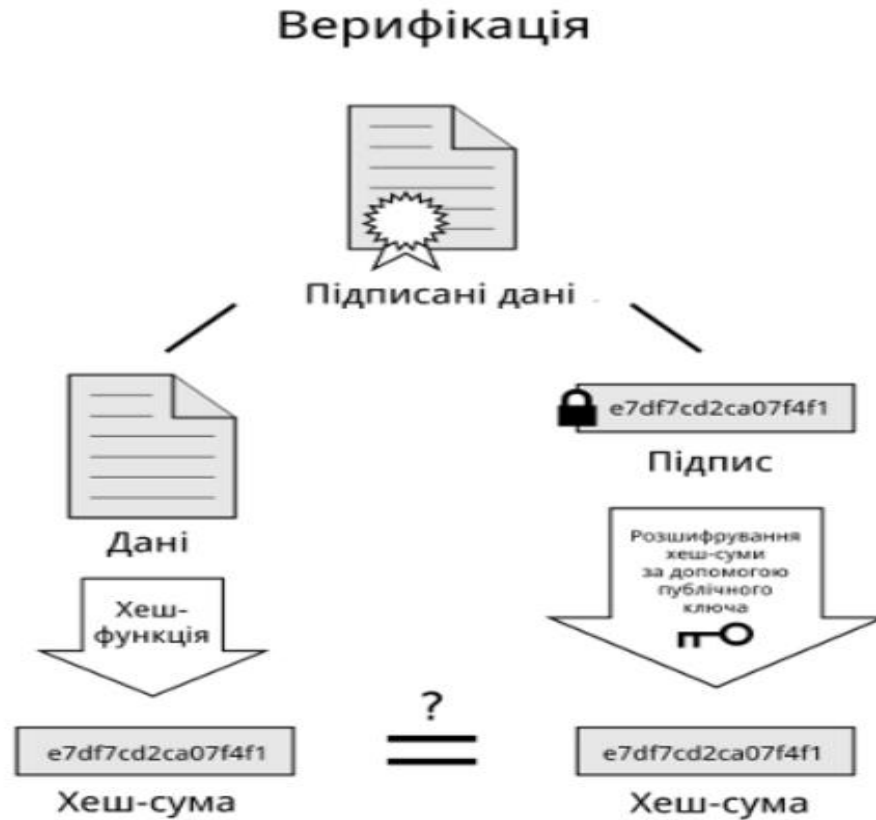 Верифікація
Підписані дані
e7df7cd2ca07f4f1
Підпис
Дані
Розшифрування
хеш-суми
за допомогою
публічного
ключа
Хеш-
функція
?
e7df7cd2ca07f4f1
e7df7cd2ca07f4f1
Хеш-сума
Хеш-сума